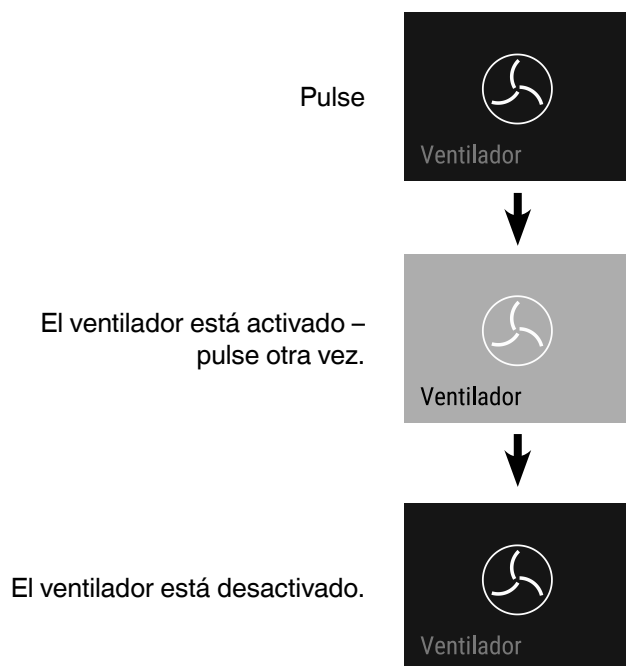 Pulse
Ventilador
El ventilador está activado –
pulse otra vez.
Ventilador
El ventilador está desactivado.
Ventilador